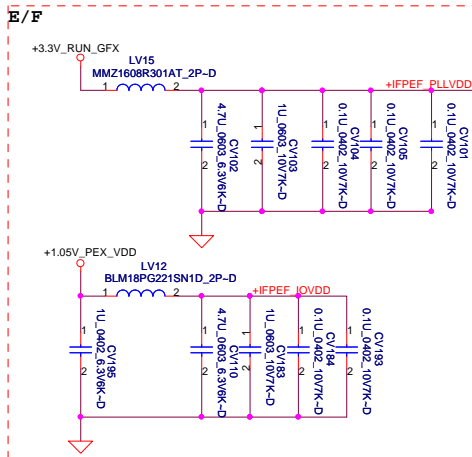 E/F
+3.3V_RUN_GFX
LV15
MMZ1608R301AT_2P~D
1
2
+IFPEF_PLLVDD
1
2
CV102
4.7U_0603_6.3V6K~D
1
2
CV103
1U_0603_10V7K~D
1
2
CV104
0.1U_0402_10V7K~D
1
2
CV105
0.1U_0402_10V7K~D
1
2
CV101
0.1U_0402_10V7K~D
+1.05V_PEX_VDD
LV12
BLM18PG221SN1D_2P~D
1
2
+IFPEF_IOVDD
1
2
CV195
1U_0402_6.3V6K~D
1
2
CV110
4.7U_0603_6.3V6K~D
1
2
CV183
1U_0603_10V7K~D
1
2
CV184
0.1U_0402_10V7K~D
1
2
CV193
0.1U_0402_10V7K~D